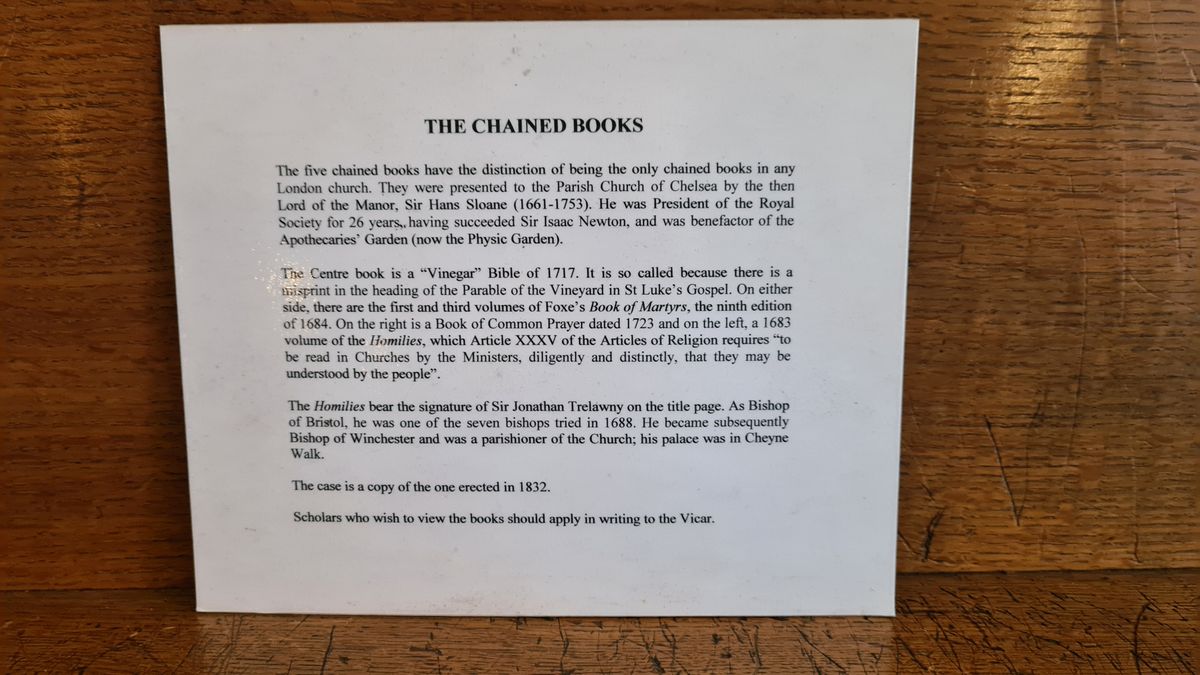 THE CHAINED BOOKS
The five chained books have the distinction of being the only chained books in any
London church. They were presented to the Parish Church of Chelsea by the then
Lord of the Manor, Sir Hans Sloane (1661-1753). He was President of the Royal
Society for 26 years,. having succeeded Sir Isaac Newton, and was benefactor of the
Apothecaries' Garden (now the Physic Garden).
The Centre book is a “Vinegar” Bible of 1717. It is so called because there is a
misprint in the heading of the Parable of the Vineyard in St Luke's Gospel. On either
side, there are the first and third volumes of Foxe's Book of Martyrs, the ninth edition
of 1684. On the right is a Book of Common Prayer dated 1723 and on the left, a 1683
volume of the Homilies, which Article XXXV of the Articles of Religion requires “to
be read in Churches by the Ministers, diligently and distinctly, that they may be
understood by the people”.
The Homilies bear the signature of Sir Jonathan Trelawny on the title page. As Bishop
of Bristol, he was one of the seven bishops tried in 1688. He became subsequently
Bishop of Winchester and was a parishioner of the Church; his palace was in Cheyne
Walk.
The case is a copy of the one erected in 1832.
Scholars who wish to view the books should apply in writing to the Vicar.